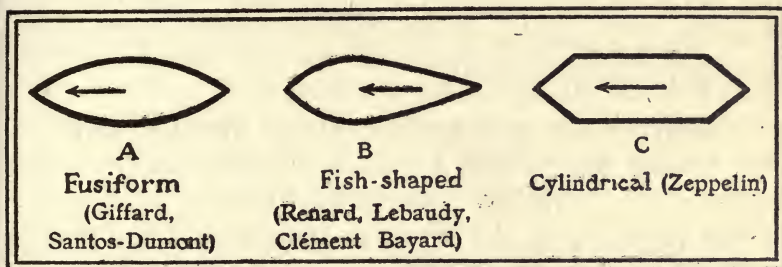 A
Fusiform
(Giffard,
Santos-Dumont)
B
Fish-shaped
(Renard, Lebaudy,
Clément Bayard)
C
Cylindrical (Zeppelin)